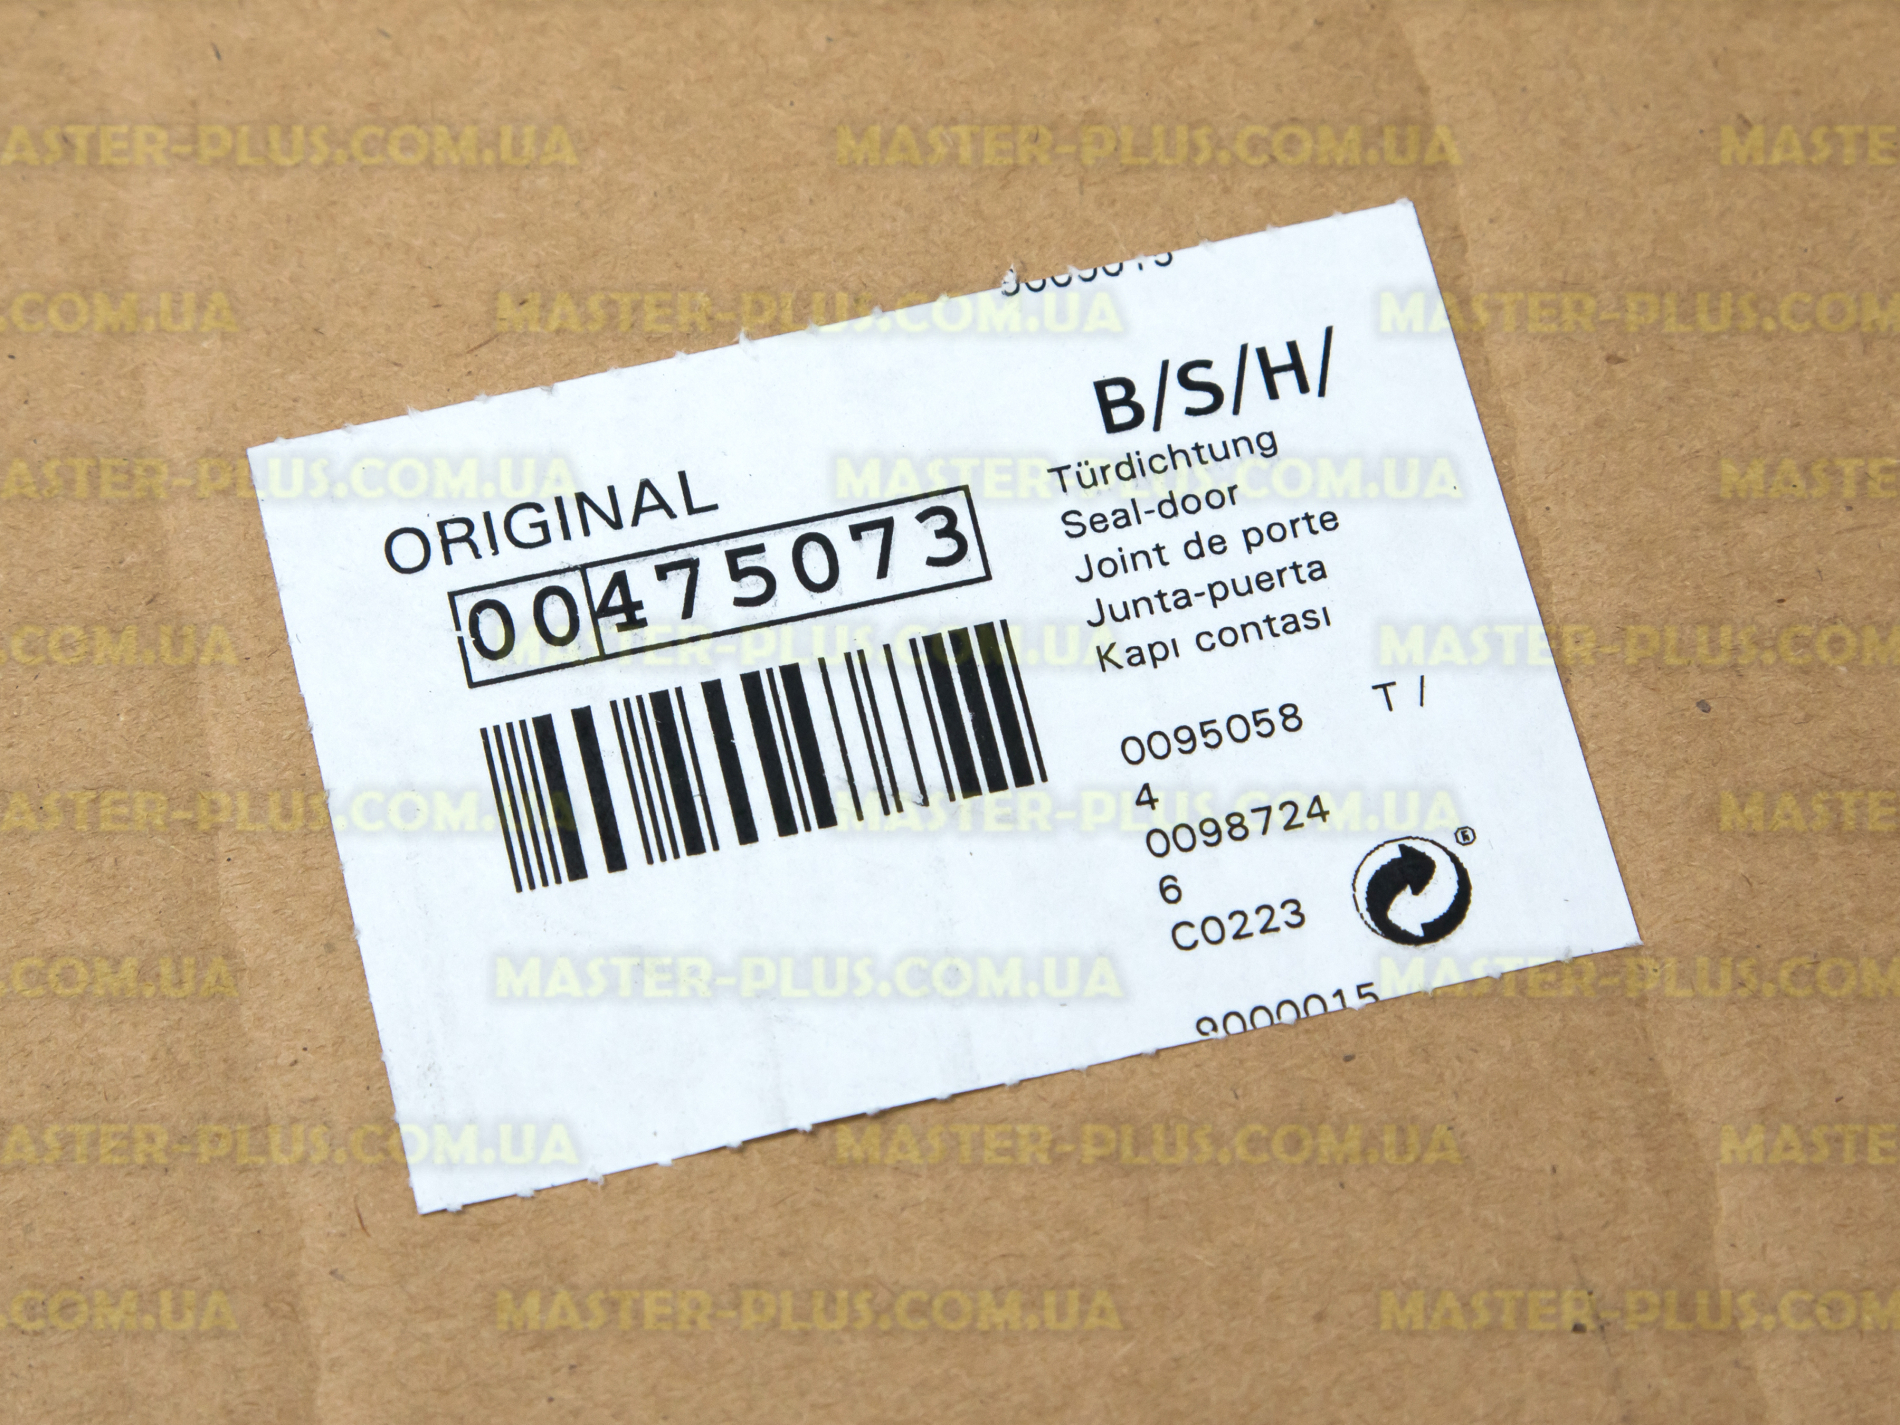 B/S/H/
ORIGINAL
00475073
Türdichtung
Seal-door
Joint de porte
Junta-puerta
Kapı contası
0095058 T /
4
0098724
6
C0223
9000015
MASTER-PLUS.COM.UA